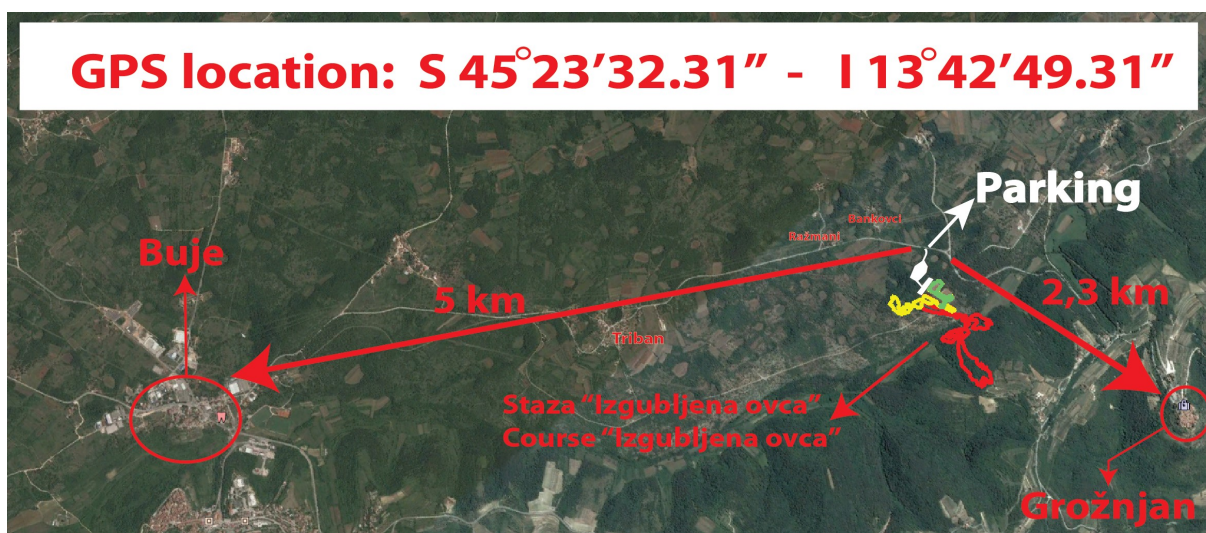 GPS location: S 45°23'32.31” - I 13°42'49.31”
Parking
Bankovci
Ražmani
Buje
5 km
2,3 km
Triban
Staza “Izgubljena ovca”
Course “Izgubljena ovca”
Grožnjan